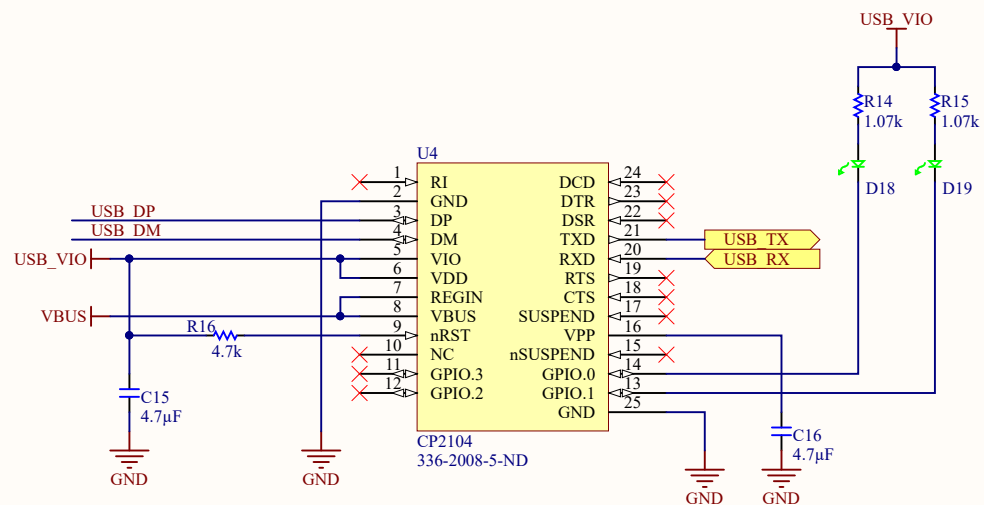 USB_VIO
R14
1.07k
R15
1.07k
D18
D19
U4
1
RI
2
GND
3
DP
4
DM
5
VIO
6
VDD
7
REGIN
8
VBUS
9
nRST
10
NC
11
GPIO.3
12
GPIO.2
DCD
24
DTR
23
DSR
22
TXD
21
RXD
20
RTS
19
CTS
18
SUSPEND
17
VPP
16
nSUSPEND
15
GPIO.0
14
GPIO.1
13
GND
25
USB_DP
USB_DM
USB_VIO
VBUS
R16
4.7k
USB_TX
USB_RX
C15
4.7µF
GND
GND
CP2104
336-2008-5-ND
C16
4.7µF
GND
GND